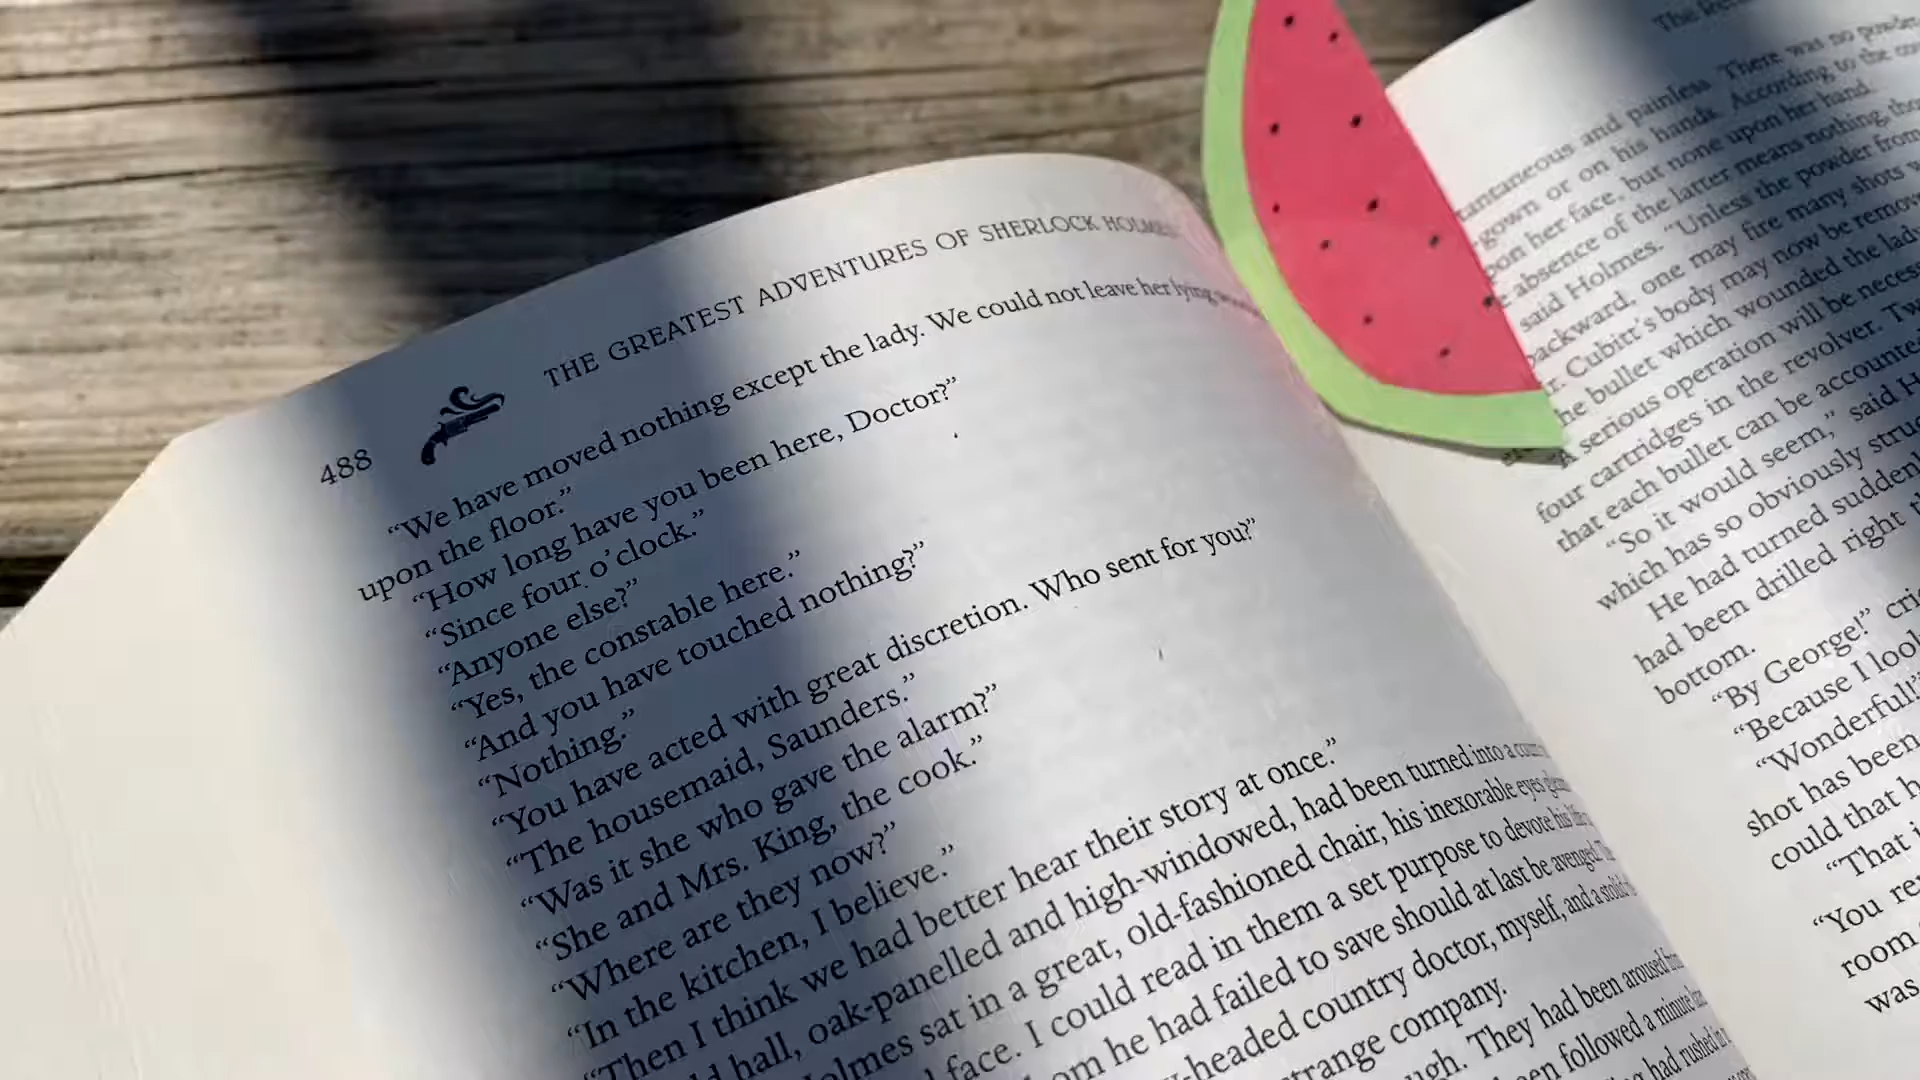 488
THE GREATEST ADVENTURES OF SHERLOCK HOLMES
“We have moved nothing except the lady. We could not leave her lying
upon the floor.”
“How long have you been here, Doctor?”
“Since four o’clock.”
“Anyone else?”
“Yes, the constable here.”
“And you have touched nothing?”
“Nothing.”
“You have acted with great discretion. Who sent for you?”
“The housemaid, Saunders.”
“Was it she who gave the alarm?”
“She and Mrs. King, the cook.”
“Where are they now?”
“In the kitchen, I believe.”
“Then I think we had better hear their story at once.”
hall, oak-panelled and high-windowed, had been turned into a
sat in a great, old-fashioned chair, his inexorable eyes
face. I could read in them a set purpose to devote his life
he had failed to save should at last be avenged.
-headed country doctor, myself, and a stolid
strange company.
They had been aroused from
followed a minute
had rushed in
The
and painless. There was no powder
gown or on his hands. According to the
upon her face, but none upon her hand.
absence of the latter means nothing,
said Holmes. “Unless the powder from
backward, one may fire many shots
Cubitt’s body may now be
the bullet which wounded the lady
“A serious operation will be
four cartridges in the revolver.
that each bullet can be
“So it would seem,” said
which has so obviously
He had turned
had been drilled right
bottom.
“By George!”
“Because I
“Wonderful!”
shot has been
could that
“That
“You
room
was